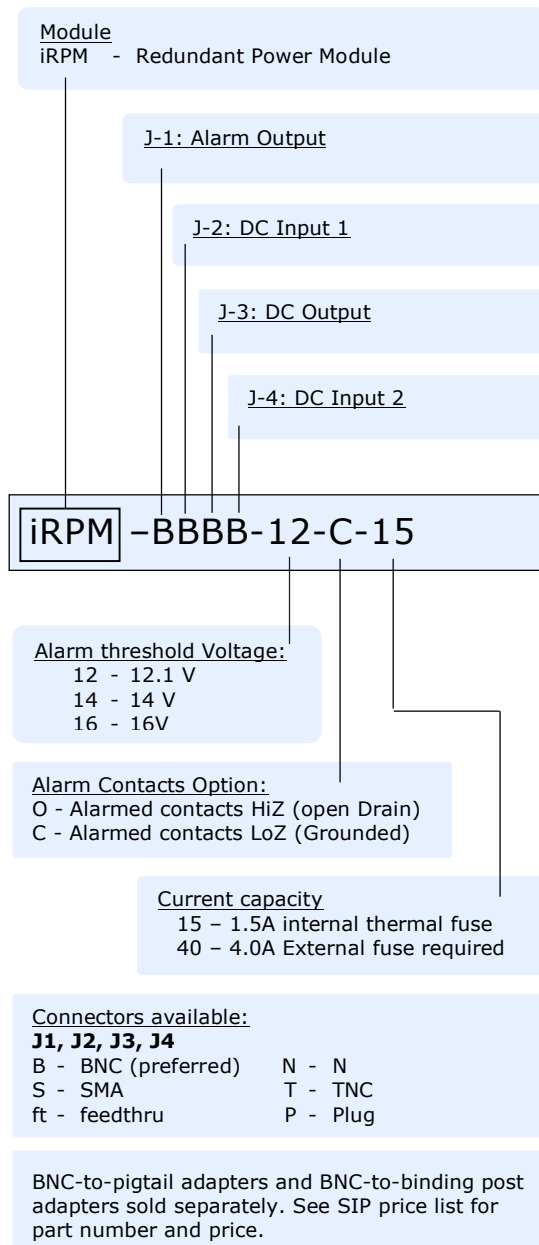 Module
iRPM - Redundant Power Module
J-1: Alarm Output
J-2: DC Input 1
J-3: DC Output
J-4: DC Input 2
iRPM –BBBB-12-C-15
Alarm threshold Voltage:
12 - 12.1 V
14 - 14 V
16 - 16V
Alarm Contacts Option:
O - Alarmed contacts HiZ (open Drain)
C - Alarmed contacts LoZ (Grounded)
Current capacity
15 – 1.5A internal thermal fuse
40 – 4.0A External fuse required
Connectors available:
J1, J2, J3, J4
B - BNC (preferred) N - N
S - SMA T - TNC
ft - feedthru P - Plug
BNC-to-pigtail adapters and BNC-to-binding post
adapters sold separately. See SIP price list for
part number and price.